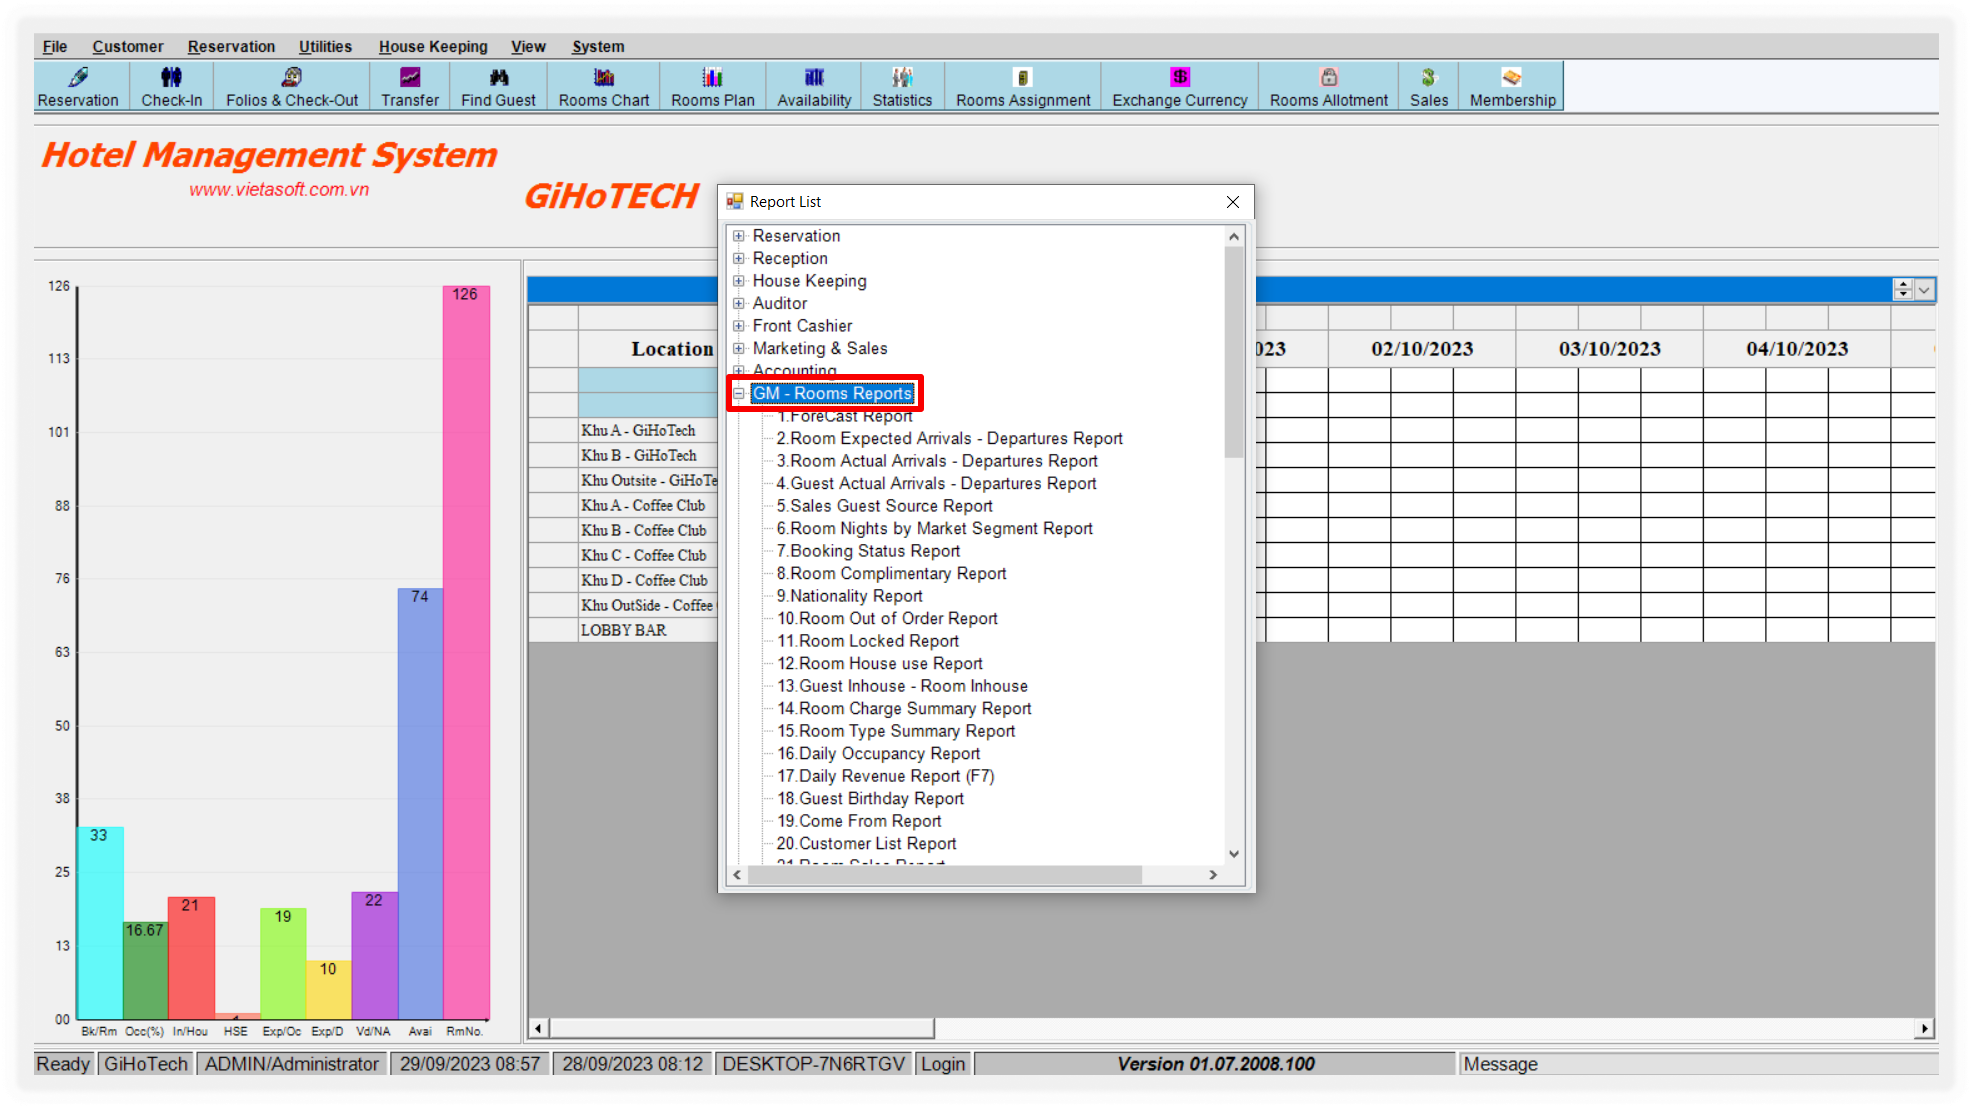 File Customer Reservation Utilities House Keeping View System
Reservation Check-In Folios & Check-Out Transfer Find Guest Rooms Chart Rooms Plan Availability Statistics Rooms Assignment Exchange Currency Rooms Allotment Sales Membership
Hotel Management System
www.vietasoft.com.vn
GiHoTECH
Report List
Reservation
Reception
House Keeping
Auditor
Front Cashier
Marketing & Sales
Accounting
GM - Rooms Reports
1.ForeCast Report
2.Room Expected Arrivals - Departures Report
3.Room Actual Arrivals - Departures Report
4.Guest Actual Arrivals - Departures Report
5.Sales Guest Source Report
6.Room Nights by Market Segment Report
7.Booking Status Report
8.Room Complimentary Report
9.Nationality Report
10.Room Out of Order Report
11.Room Locked Report
12.Room House use Report
13.Guest Inhouse - Room Inhouse
14.Room Charge Summary Report
15.Room Type Summary Report
16.Daily Occupancy Report
17.Daily Revenue Report (F7)
18.Guest Birthday Report
19.Come From Report
20.Customer List Report
21.Room Sales Report
126
113
101
88
76
63
50
38
25
13
00
33
16.67
21
19
10
22
74
126
Bk/Rm Occ(%) In/Hou HSE Exp/Oc Exp/D Vd/NA Avai RmNo.
Location 023 02/10/2023 03/10/2023 04/10/2023
Khu A - GiHoTech
Khu B - GiHoTech
Khu Outsite - GiHoTe
Khu A - Coffee Club
Khu B - Coffee Club
Khu C - Coffee Club
Khu D - Coffee Club
Khu OutSide - Coffee
LOBBY BAR
Ready GiHoTech ADMIN/Administrator 29/09/2023 08:57 28/09/2023 08:12 DESKTOP-7N6RTGV Login Version 01.07.2008.100 Message